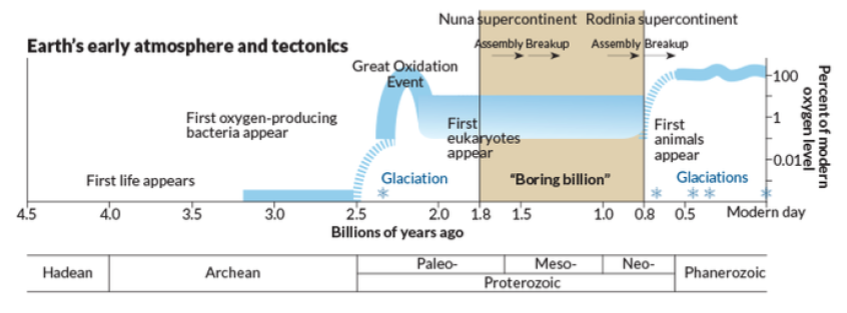 Nuna supercontinent Rodinia supercontinent
Earth's early atmosphere and tectonics
Assembly Breakup Assembly Breakup
Great Oxidation
Event
100
First oxygen-producing
bacteria appear
1
First
eukaryotes
appear
First
animals
appear
0.01
Percent of modern
oxygen level
First life appears
Glaciation
"Boring billion"
Glaciations
4.5 4.0 3.5 3.0 2.5 2.0 1.8 1.5 1.0 0.8 0.5 Modern day
Billions of years ago
Hadean
Archean
Paleo- Meso- Neo-
Proterozoic
Phanerozoic